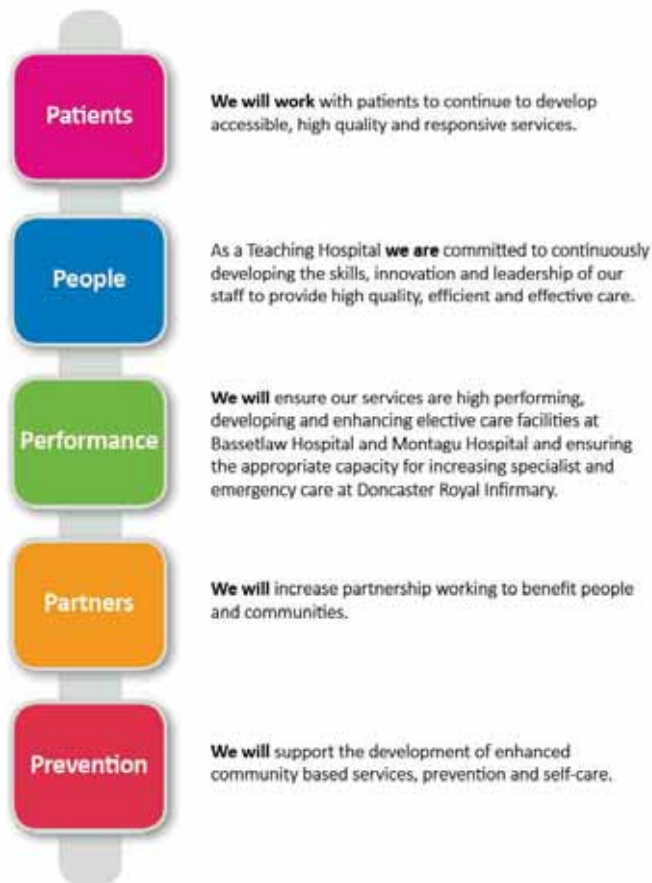 Patients
We will work with patients to continue to develop
accessible, high quality and responsive services.
People
As a Teaching Hospital we are committed to continuously
developing the skills, innovation and leadership of our
staff to provide high quality, efficient and effective care.
Performance
We will ensure our services are high performing,
developing and enhancing elective care facilities at
Bassetlaw Hospital and Montagu Hospital and ensuring
the appropriate capacity for increasing specialist and
emergency care at Doncaster Royal Infirmary.
Partners
We will increase partnership working to benefit people
and communities.
Prevention
We will support the development of enhanced
community based services, prevention and self-care.